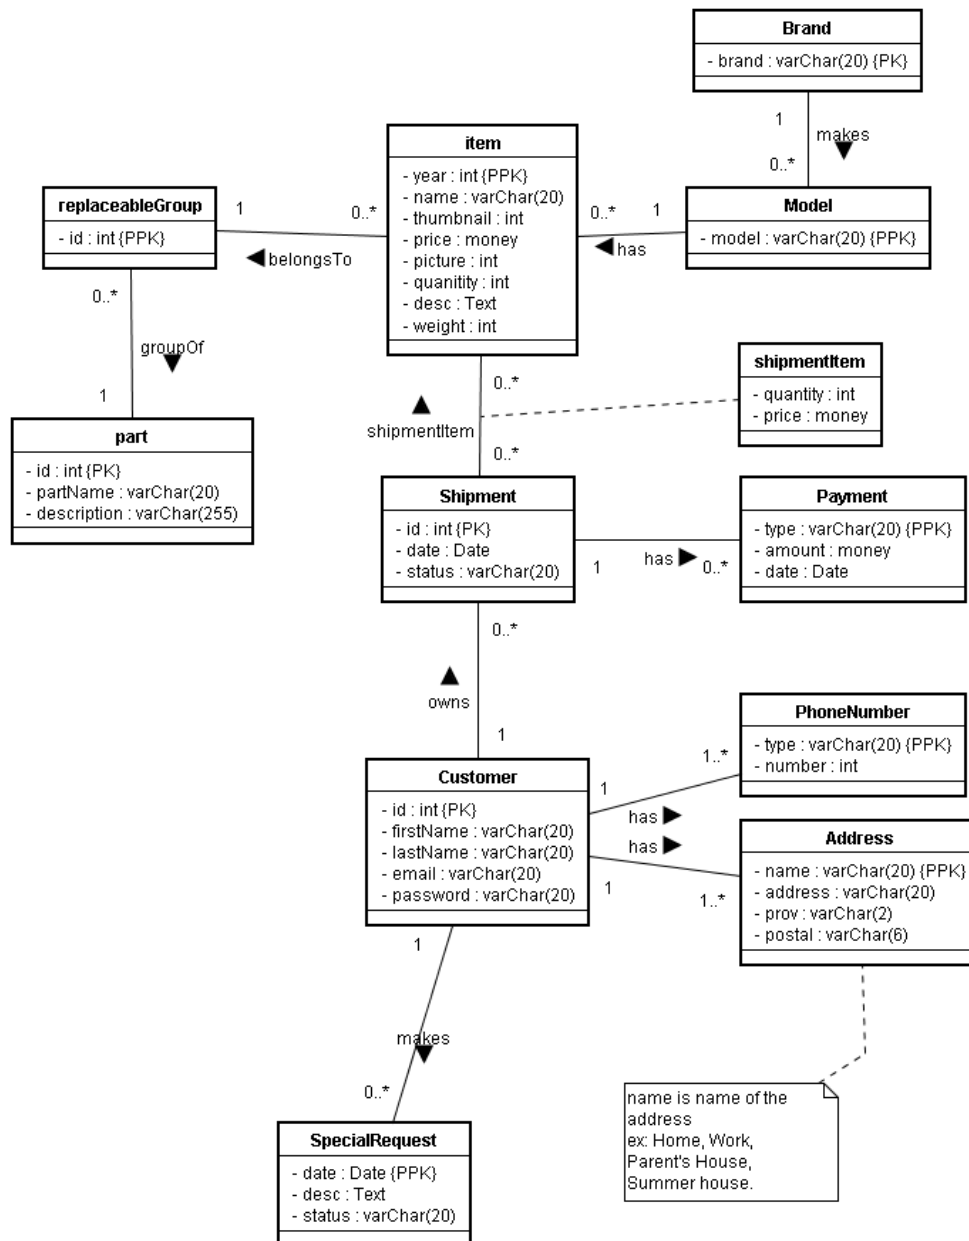 Brand
- brand : varChar(20) {PK}
1
makes
0..*
item
- year : int {PPK}
- name : varChar(20)
- thumbnail : int
- price : money
- picture : int
- quanitity : int
- desc : Text
- weight : int
replaceableGroup
- id : int {PPK}
1
0..*
belongsTo
0..*
1
has
Model
- model : varChar(20) {PPK}
0..*
groupOf
1
part
- id : int {PK}
- partName : varChar(20)
- description : varChar(255)
0..*
shipmentItem
0..*
shipmentItem
- quantity : int
- price : money
Shipment
- id : int {PK}
- date : Date
- status : varChar(20)
1
has
0..*
Payment
- type : varChar(20) {PPK}
- amount : money
- date : Date
0..*
owns
1
Customer
- id : int {PK}
- firstName : varChar(20)
- lastName : varChar(20)
- email : varChar(20)
- password : varChar(20)
1
has
1..*
PhoneNumber
- type : varChar(20) {PPK}
- number : int
has
1
1..*
Address
- name : varChar(20) {PPK}
- address : varChar(20)
- prov : varChar(2)
- postal : varChar(6)
1
makes
0..*
SpecialRequest
- date : Date {PPK}
- desc : Text
- status : varChar(20)
name is name of the
address
ex: Home, Work,
Parent's House,
Summer house.